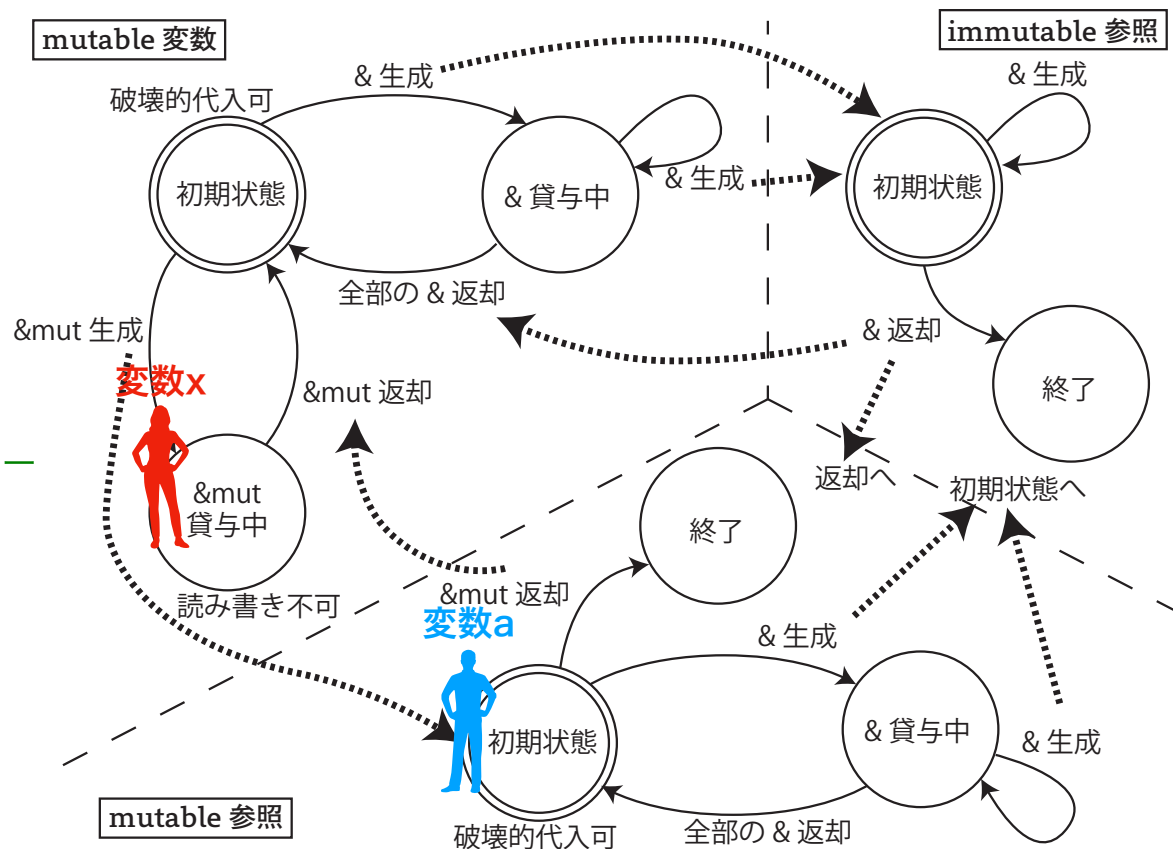 mutable 変数
immutable 参照
& 生成
& 生成
破壊的代入可
初期状態
& 貸与中
& 生成
初期状態
全部の & 返却
&mut 生成
& 返却
変数x
&mut 返却
終了
&mut
貸与中
返却へ
初期状態へ
終了
読み書き不可
&mut 返却
変数a
& 生成
初期状態
& 貸与中
& 生成
mutable 参照
破壊的代入可
全部の & 返却